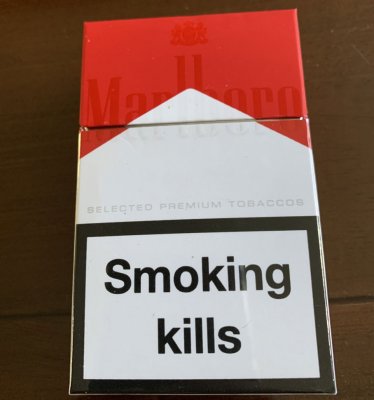 Marlboro
SELECTED PREMIUM TOBACCOS
Smoking
kills